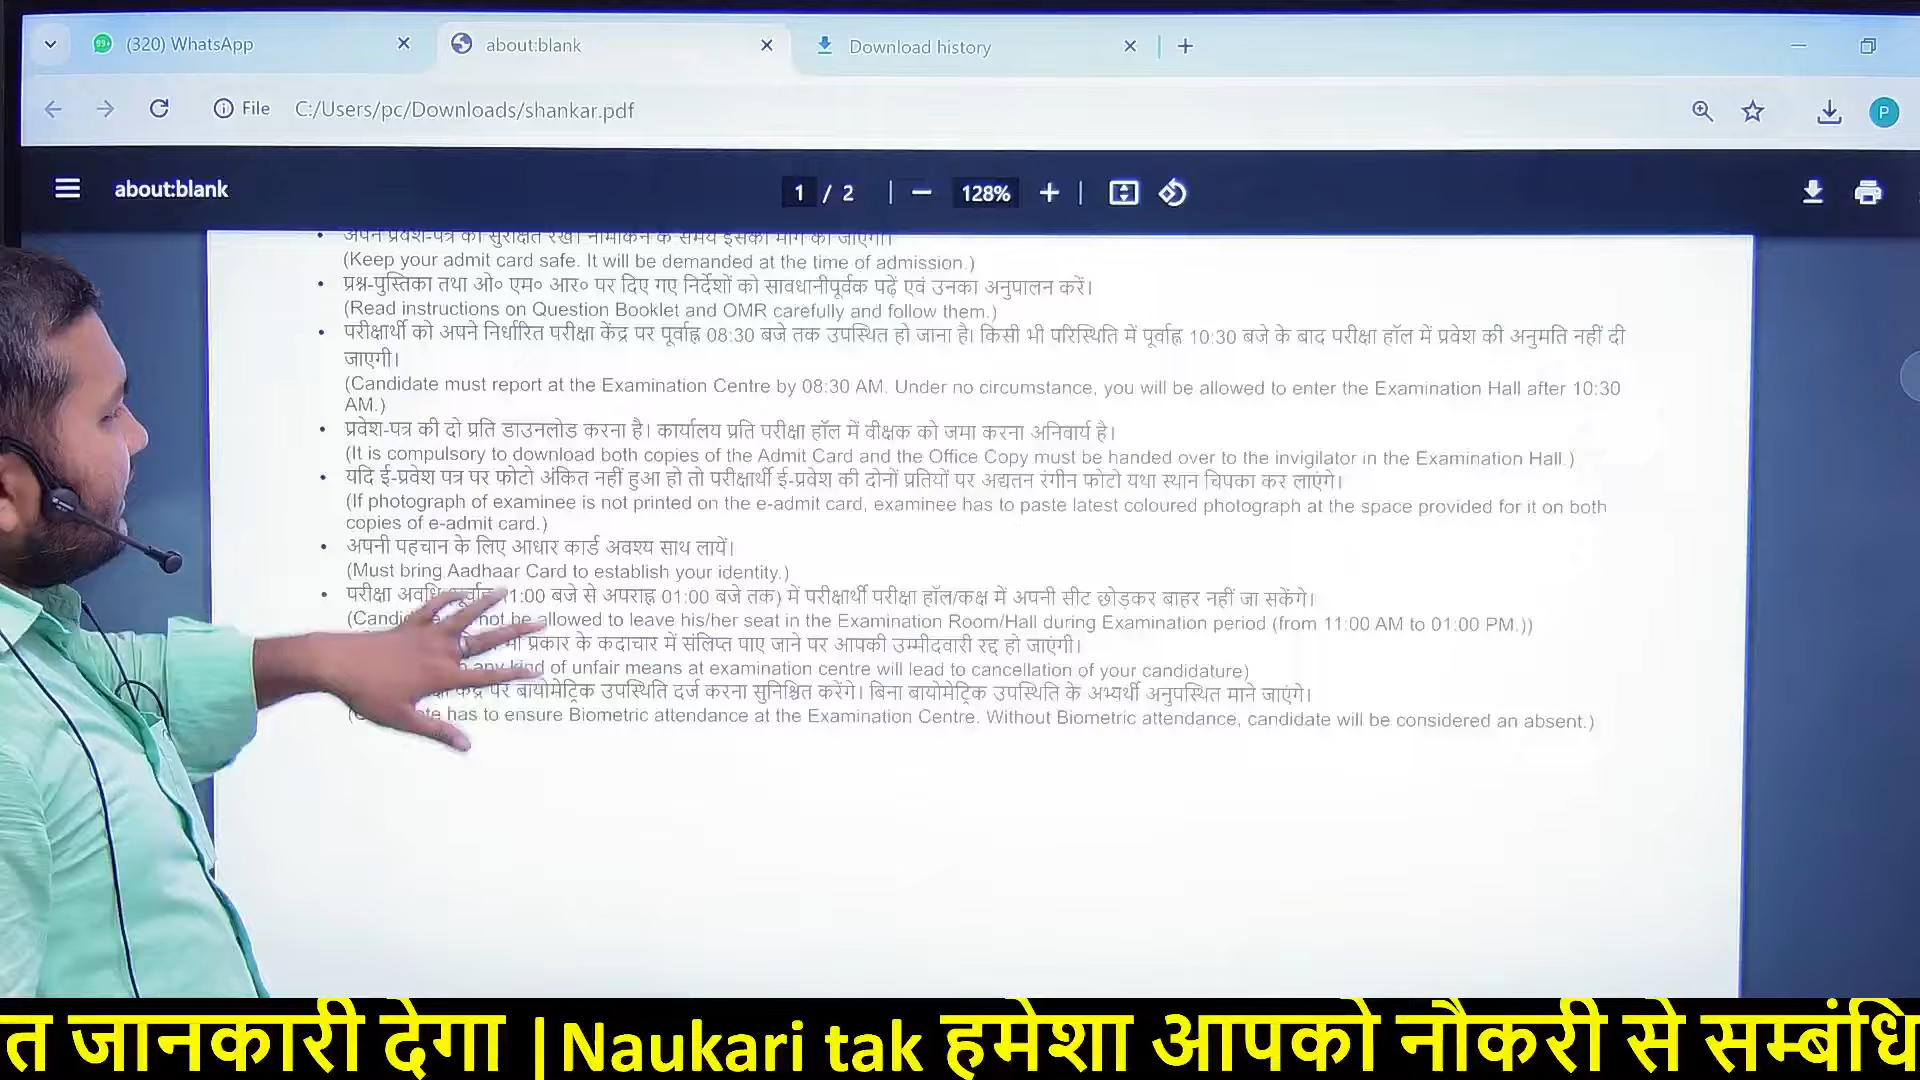 (320) WhatsApp
about:blank
Download history
File C:/Users/pc/Downloads/shankar.pdf
P
about:blank
1 / 2
128%
अपने प्रवेश-पत्र को सुरक्षित रखें। नामांकन के समय इसकी मांग की जाएगी।
(Keep your admit card safe. It will be demanded at the time of admission.)
प्रश्न-पुस्तिका तथा ओ० एम० आर० पर दिए गए निर्देशों को सावधानीपूर्वक पढ़ें एवं उनका अनुपालन करें।
(Read instructions on Question Booklet and OMR carefully and follow them.)
परीक्षार्थी को अपने निर्धारित परीक्षा केंद्र पर पूर्वाह्न 08:30 बजे तक उपस्थित हो जाना है। किसी भी परिस्थिति में पूर्वाह्न 10:30 बजे के बाद परीक्षा हॉल में प्रवेश की अनुमति नहीं दी
जाएगी।
(Candidate must report at the Examination Centre by 08:30 AM. Under no circumstance, you will be allowed to enter the Examination Hall after 10:30
AM.)
प्रवेश-पत्र की दो प्रति डाउनलोड करना है। कार्यालय प्रति परीक्षा हॉल में वीक्षक को जमा करना अनिवार्य है।
(It is compulsory to download both copies of the Admit Card and the Office Copy must be handed over to the invigilator in the Examination Hall.)
यदि ई-प्रवेश पत्र पर फोटो अंकित नहीं हुआ हो तो परीक्षार्थी ई-प्रवेश की दोनों प्रतियों पर अद्यतन रंगीन फोटो यथा स्थान चिपका कर लाएंगे।
(If photograph of examinee is not printed on the e-admit card, examinee has to paste latest coloured photograph at the space provided for it on both
copies of e-admit card.)
अपनी पहचान के लिए आधार कार्ड अवश्य साथ लायें।
(Must bring Aadhaar Card to establish your identity.)
परीक्षा अवधि 11:00 बजे से अपराह्न 01:00 बजे तक) में परीक्षार्थी परीक्षा हॉल/कक्ष में अपनी सीट छोड़कर बाहर नहीं जा सकेंगे।
not be allowed to leave his/her seat in the Examination Room/Hall during Examination period (from 11:00 AM to 01:00 PM.))
प्रकार के कदाचार में संलिप्त पाए जाने पर आपकी उम्मीदवारी रद्द हो जाएंगी।
any kind of unfair means at examination centre will lead to cancellation of your candidature)
केंद्र पर बायोमेट्रिक उपस्थिति दर्ज करना सुनिश्चित करेंगे। बिना बायोमेट्रिक उपस्थिति के अभ्यर्थी अनुपस्थित माने जाएंगे।
has to ensure Biometric attendance at the Examination Centre. Without Biometric attendance, candidate will be considered an absent.)
त जानकारी देगा |Naukari tak हमेशा आपको नौकरी से सम्बंधि